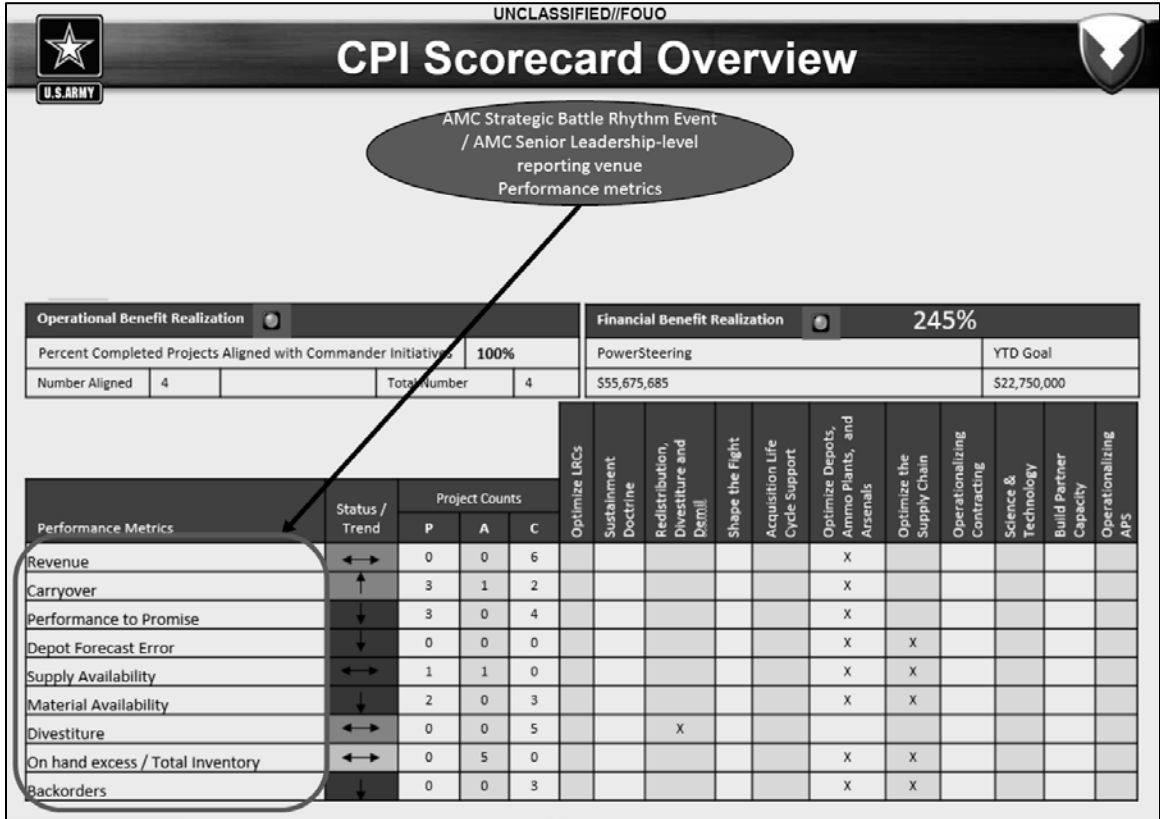 UNCLASSIFIED//FOUO
CPI Scorecard Overview
U.S.ARMY
AMC Strategic Battle Rhythm Event
/ AMC Senior Leadership-level
reporting venue
Performance metrics
Operational Benefit Realization
Percent Completed Projects Aligned with Commander Initiatives 100%
Number Aligned 4 Total Number 4
Financial Benefit Realization 245%
PowerSteering YTD Goal
$55,675,685 $22,750,000
Performance Metrics
Status /
Trend
Project Counts
P A C
Optimize LRCs
Sustainment
Doctrine
Redistribution,
Divestiture and
Demil
Shape the Fight
Acquisition Life
Cycle Support
Optimize Depots,
Ammo Plants, and
Arsenals
Optimize the
Supply Chain
Operationalizing
Contracting
Science &
Technology
Build Partner
Capacity
Operationalizing
APS
Revenue ↔ 0 0 6 X
Carryover ↑ 3 1 2 X
Performance to Promise ↓ 3 0 4 X
Depot Forecast Error ↓ 0 0 0 X X
Supply Availability ↔ 1 1 0 X X
Material Availability ↓ 2 0 3 X X
Divestiture ↔ 0 0 5 X
On hand excess / Total Inventory ↔ 0 5 0 X X
Backorders ↓ 0 0 3 X X